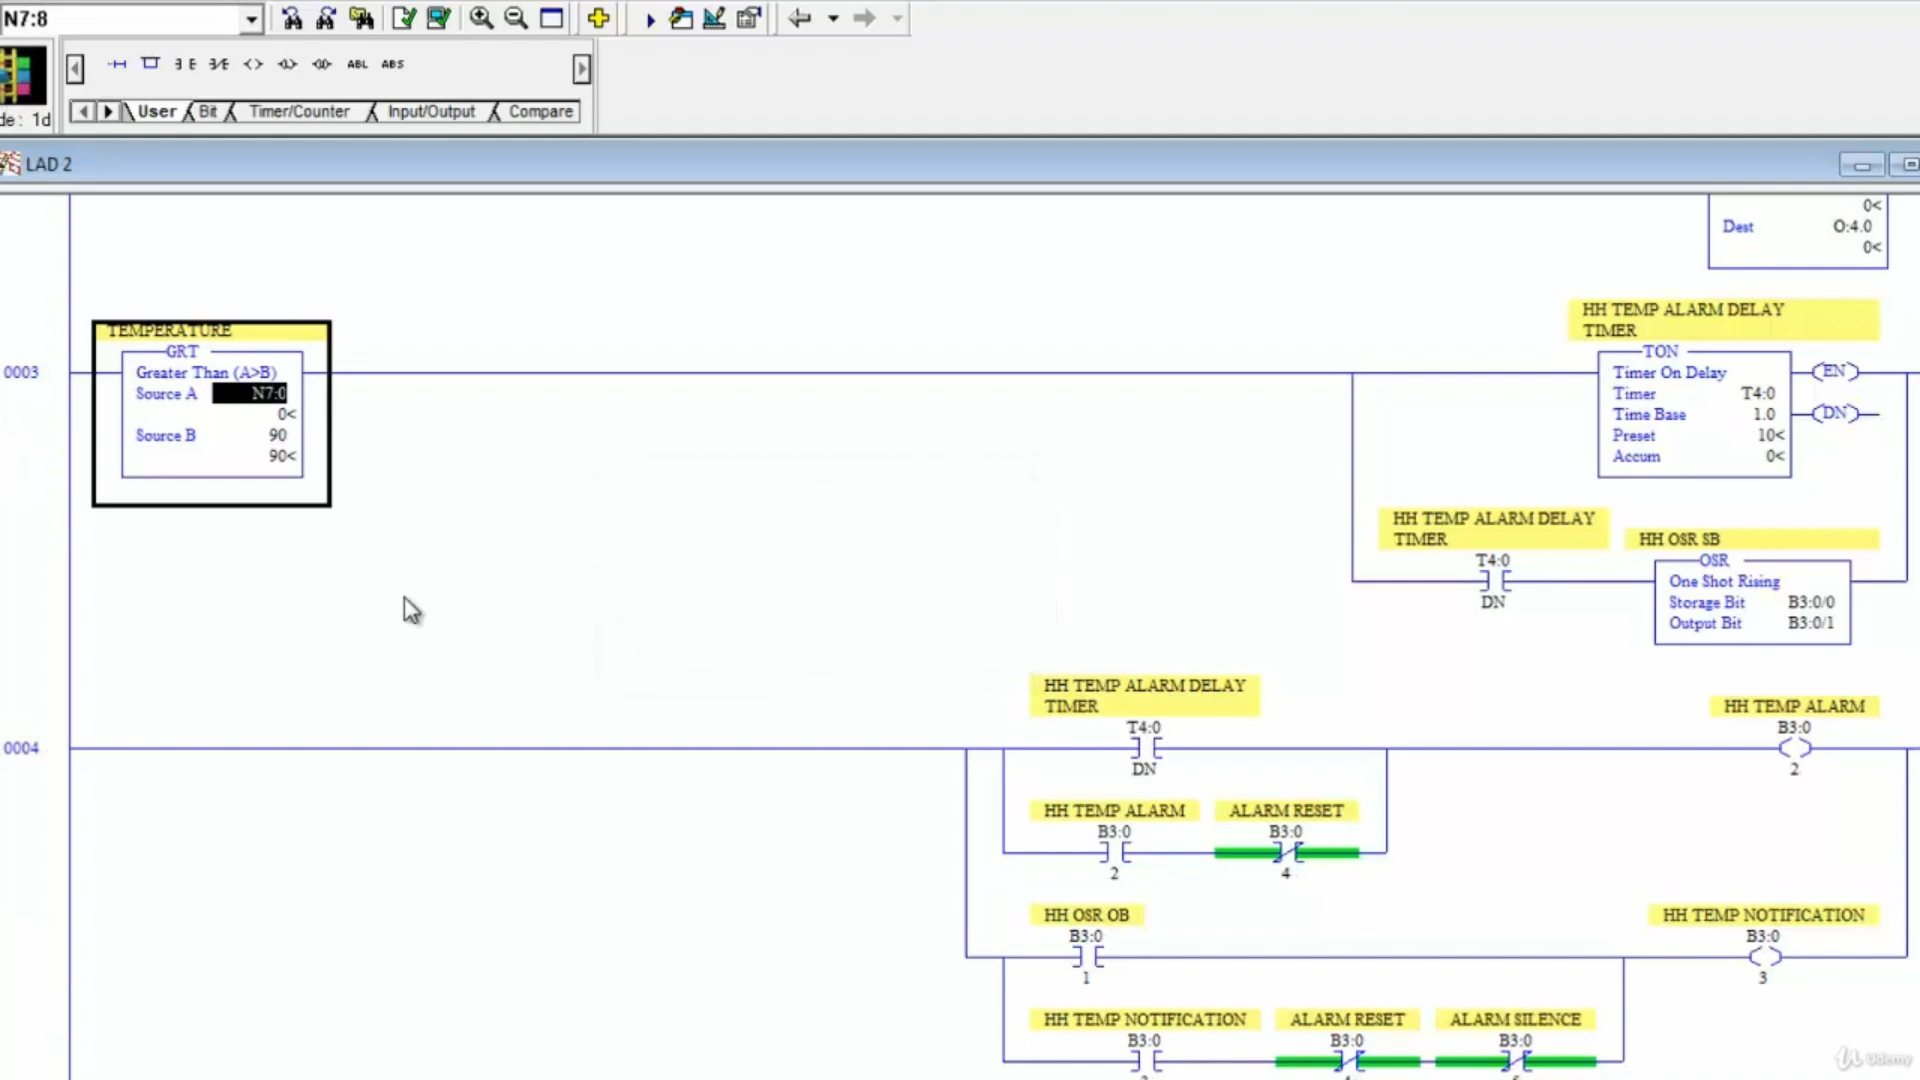 N7:8
ABL ABS
de: 1d
User Bit Timer/Counter Input/Output Compare
LAD 2
0<
Dest O:4.0
0<
HH TEMP ALARM DELAY
TIMER
TEMPERATURE
GRT
TON
0003
Greater Than (A>B)
Source A N7:0
0<
Source B 90
90<
Timer On Delay
EN
Timer T4:0
Time Base 1.0
DN
Preset 10<
Accum 0<
HH TEMP ALARM DELAY
TIMER
T4:0
DN
HH OSR SB
OSR
One Shot Rising
Storage Bit B3:0/0
Output Bit B3:0/1
HH TEMP ALARM DELAY
TIMER
T4:0
DN
HH TEMP ALARM
B3:0
2
0004
HH TEMP ALARM
B3:0
2
ALARM RESET
B3:0
4
HH OSR OB
B3:0
1
HH TEMP NOTIFICATION
B3:0
3
HH TEMP NOTIFICATION
B3:0
ALARM RESET
B3:0
ALARM SILENCE
B3:0
Udemy